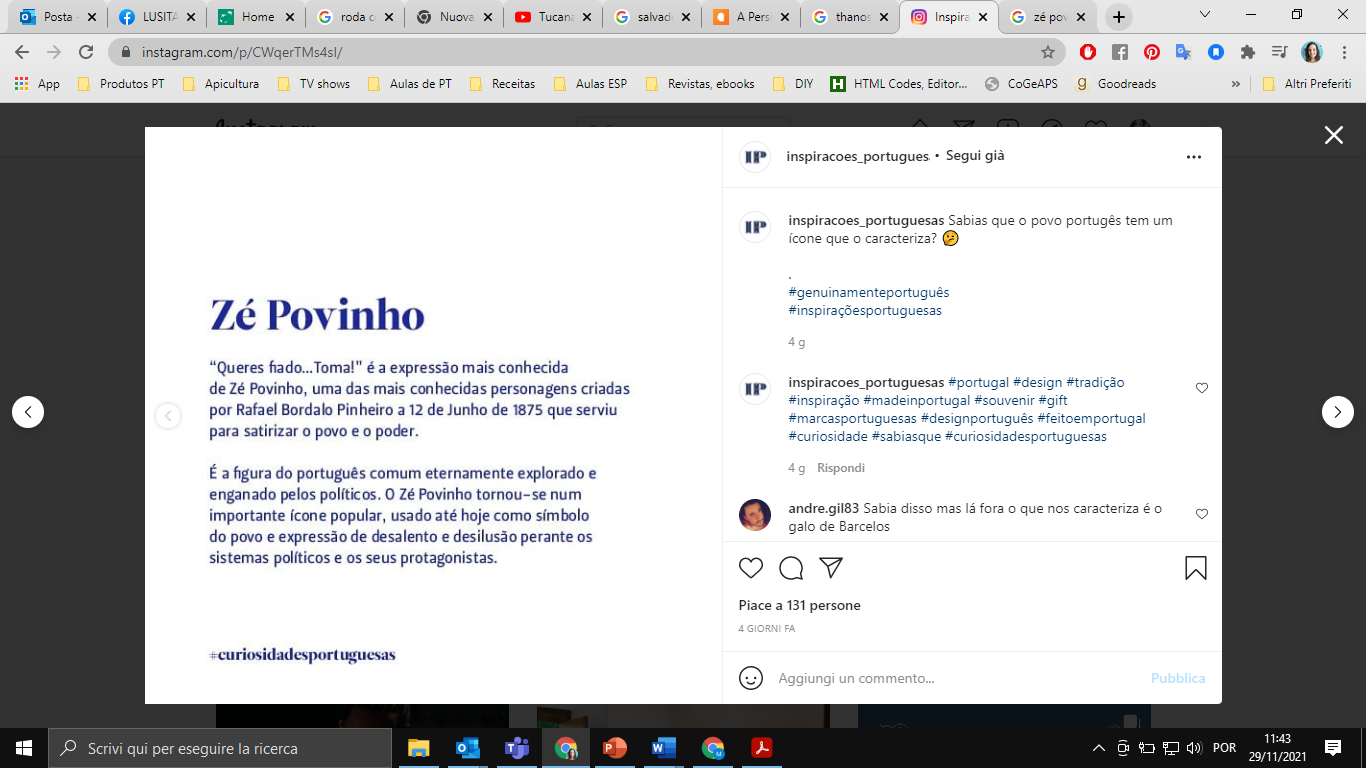 Posta
LUSITA
Home
roda c
Nuova
Tucana
salvad
A Persi
thanos
Inspira
zé pov
instagram.com/p/CWqerTMs4sI/
App
Produtos PT
Apicultura
TV shows
Aulas de PT
Receitas
Aulas ESP
Revistas, ebooks
DIY
HTML Codes, Editor...
CoGeAPS
Goodreads
»
Altri Preferiti
Zé Povinho
“Queres fiado...Toma!” é a expressão mais conhecida
de Zé Povinho, uma das mais conhecidas personagens criadas
por Rafael Bordalo Pinheiro a 12 de Junho de 1875 que serviu
para satirizar o povo e o poder.
É a figura do português comum eternamente explorado e
enganado pelos políticos. O Zé Povinho tornou-se num
importante ícone popular, usado até hoje como símbolo
do povo e expressão de desalento e desilusão perante os
sistemas políticos e os seus protagonistas.
#curiosidadesportuguesas
IP
inspiracoes_portugues. • Segui già
IP
inspiracoes_portuguesas Sabias que o povo portugês tem um
ícone que o caracteriza? 🤔
.
#genuinamenteportuguês
#inspiraçõesportuguesas
4 g
IP
inspiracoes_portuguesas #portugal #design #tradição
#inspiração #madeinportugal #souvenir #gift
#marcasportuguesas #designportuguês #feitoemportugal
#curiosidade #sabiasque #curiosidadesportuguesas
4 g Rispondi
andre.gil83 Sabia disso mas lá fora o que nos caracteriza é o
galo de Barcelos
Piace a 131 persone
4 GIORNI FA
Aggiungi un commento...
Pubblica
Scrivi qui per eseguire la ricerca
POR
11:43
29/11/2021